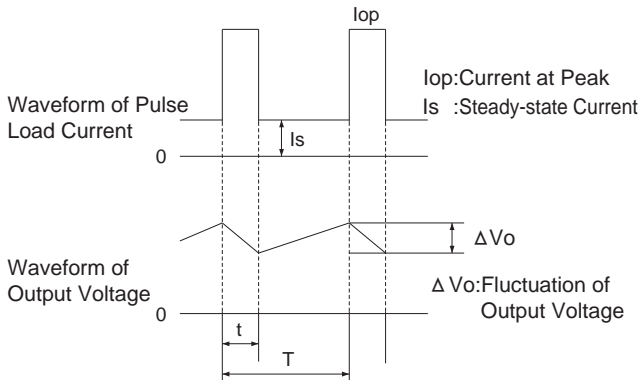 Iop
Iop:Current at Peak
Is :Steady-state Current
Waveform of Pulse
Load Current
Is
0
ΔVo
Waveform of
Output Voltage
ΔVo:Fluctuation of
Output Voltage
0
t
T